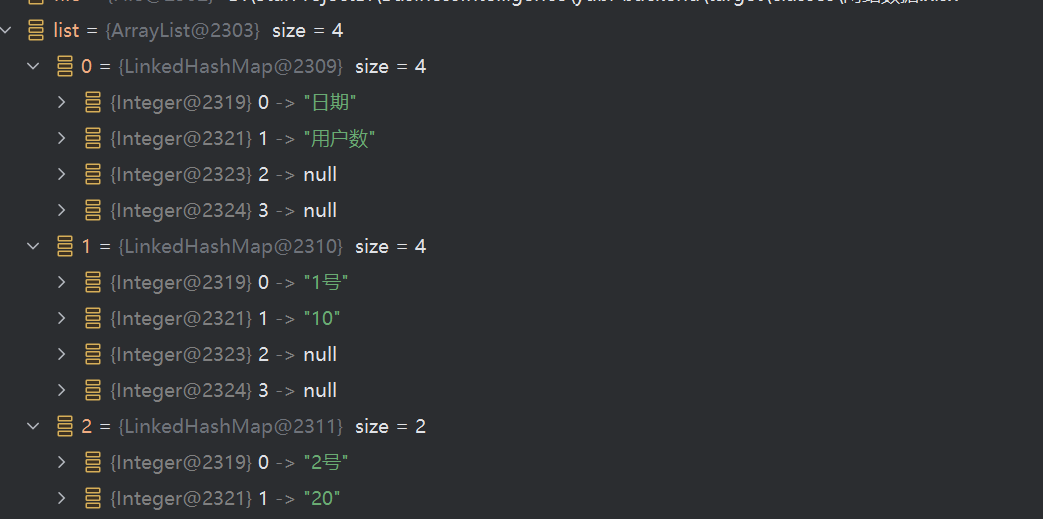 list = {ArrayList@2303} size = 4
0 = {LinkedHashMap@2309} size = 4
{Integer@2319} 0 -> "日期"
{Integer@2321} 1 -> "用户数"
{Integer@2323} 2 -> null
{Integer@2324} 3 -> null
1 = {LinkedHashMap@2310} size = 4
{Integer@2319} 0 -> "1号"
{Integer@2321} 1 -> "10"
{Integer@2323} 2 -> null
{Integer@2324} 3 -> null
2 = {LinkedHashMap@2311} size = 2
{Integer@2319} 0 -> "2号"
{Integer@2321} 1 -> "20"